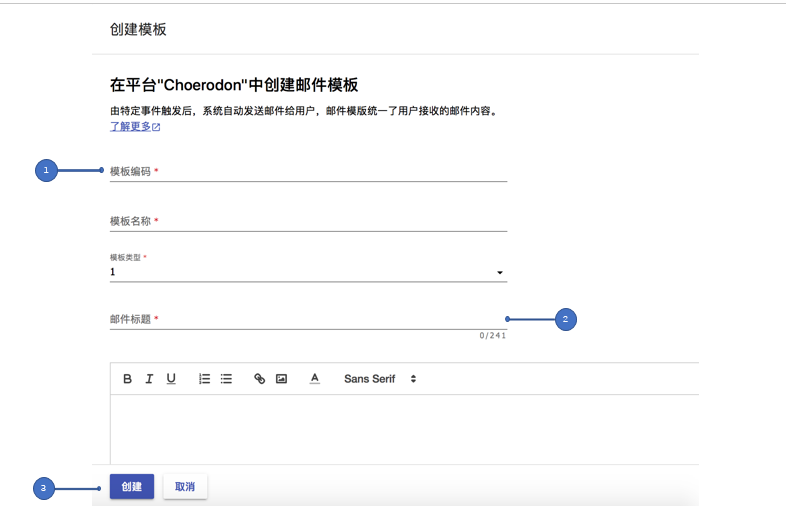 创建模板
在平台"Choerodon"中创建邮件模板
由特定事件触发后，系统自动发送邮件给用户，邮件模版统一了用户接收的邮件内容。
了解更多
1
模板编码 *
模板名称 *
模板类型 *
1
邮件标题 *
2
0/241
B I U A Sans Serif
3
创建 取消